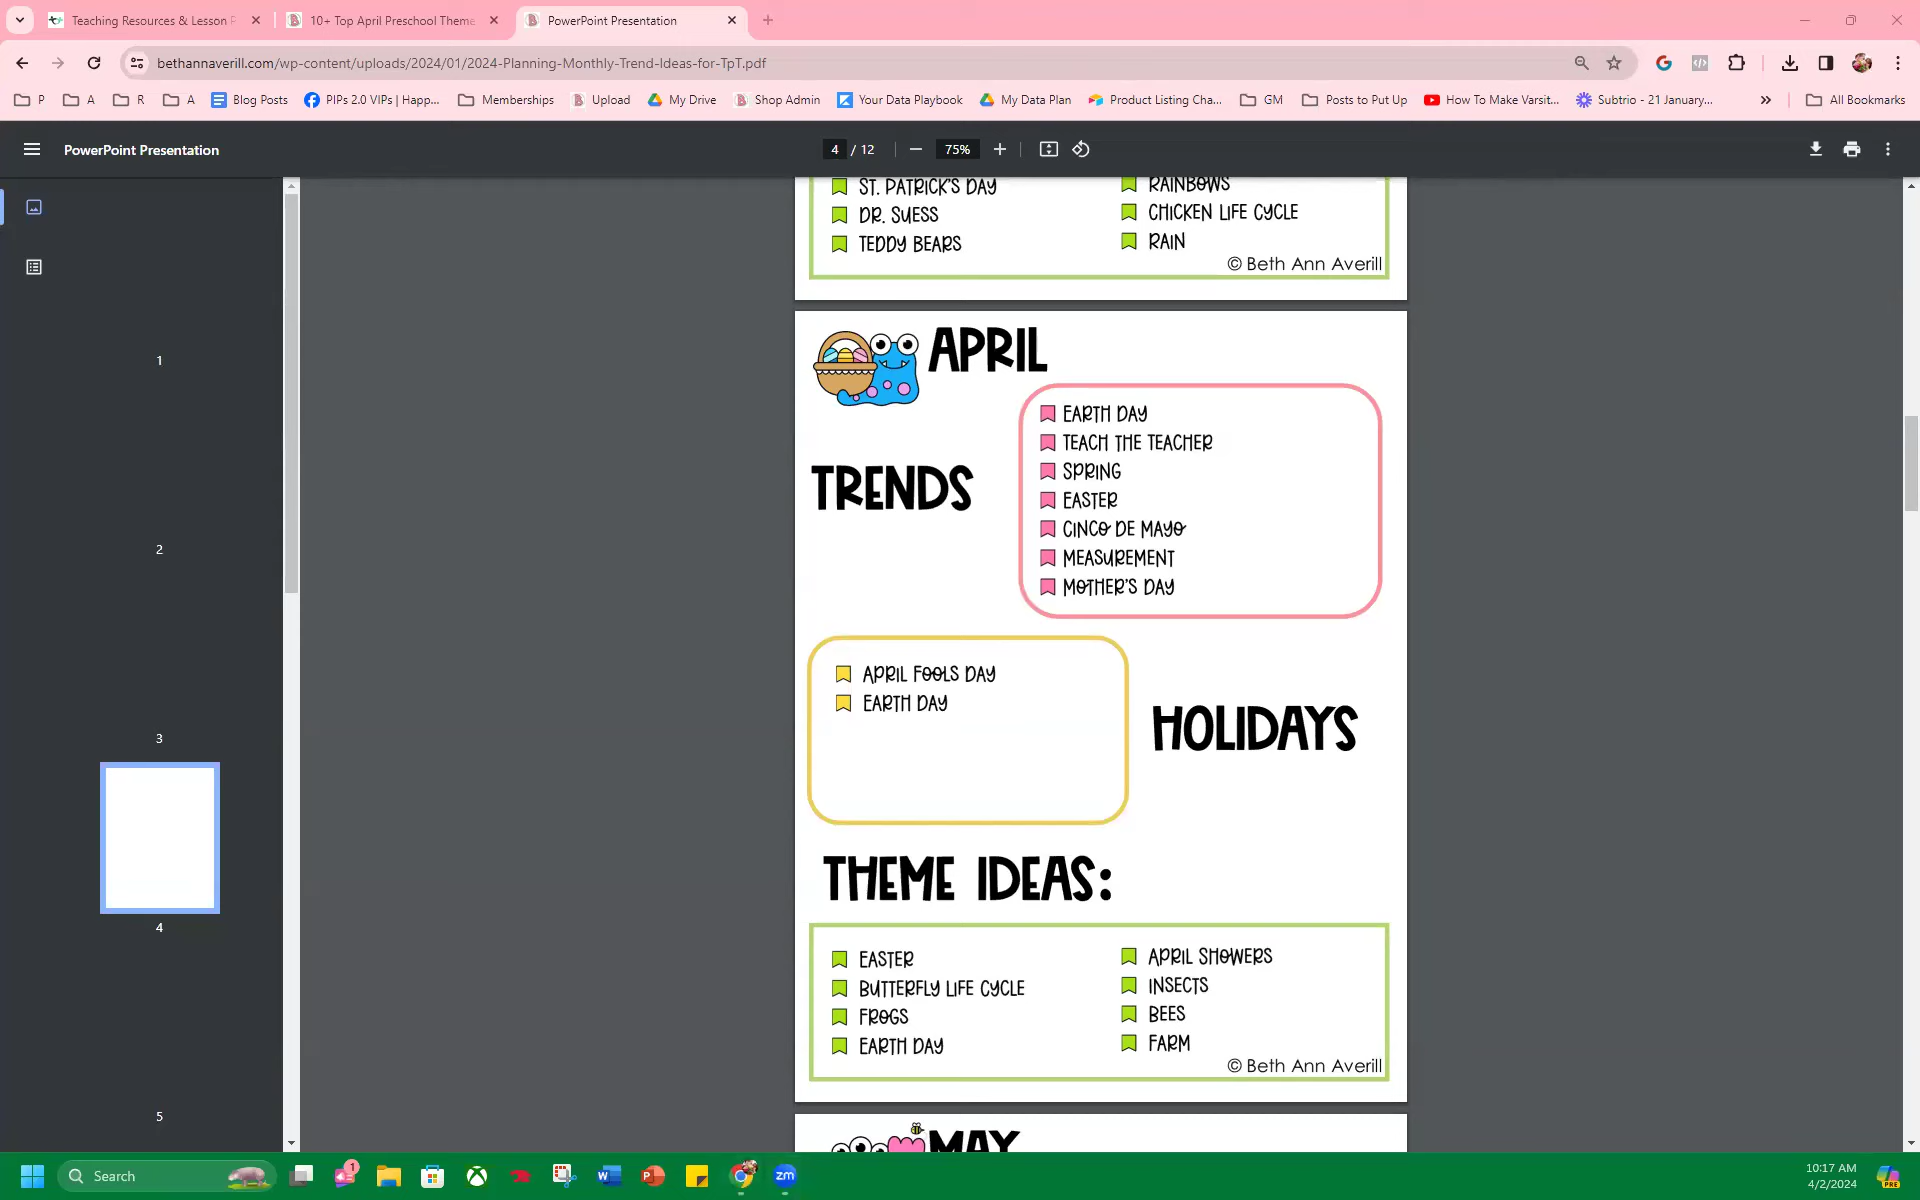 Teaching Resources & Lesson P
10+ Top April Preschool Theme
PowerPoint Presentation
bethannaverill.com/wp-content/uploads/2024/01/2024-Planning-Monthly-Trend-Ideas-for-TpT.pdf
P
A
R
A
Blog Posts
PIPs 2.0 VIPs | Happ...
Memberships
Upload
My Drive
Shop Admin
Your Data Playbook
My Data Plan
Product Listing Cha...
GM
Posts to Put Up
How To Make Varsit...
Subtrio - 21 January...
All Bookmarks
PowerPoint Presentation
4 / 12
75%
1
2
3
4
5
ST. PATRICK'S DAY
DR. SUESS
TEDDY BEARS
RAINBOWS
CHICKEN LIFE CYCLE
RAIN
© Beth Ann Averill
APRIL
TRENDS
EARTH DAY
TEACH THE TEACHER
SPRING
EASTER
CINCO DE MAYO
MEASUREMENT
MOTHER'S DAY
APRIL FOOLS DAY
EARTH DAY
HOLIDAYS
THEME IDEAS:
EASTER
BUTTERFLY LIFE CYCLE
FROGS
EARTH DAY
APRIL SHOWERS
INSECTS
BEES
FARM
© Beth Ann Averill
MAY
Search
1
zm
10:17 AM
4/2/2024
PRE